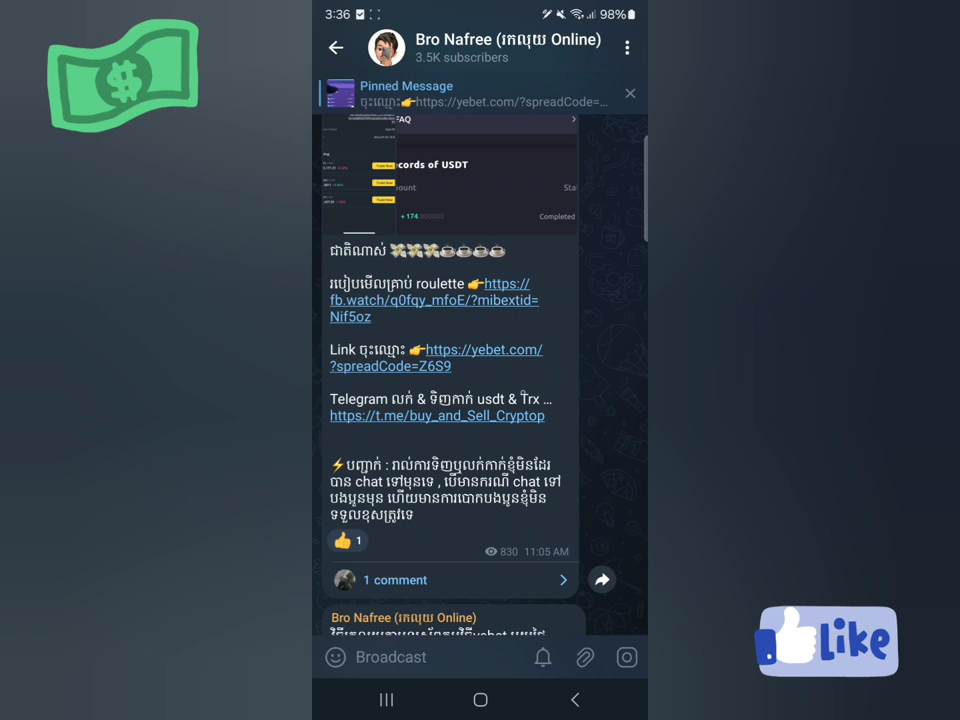 3:36
98%
Bro Nafree (រកលុយ Online)
3.5K subscribers
Pinned Message
ចុះឈ្មោះ👉https://yebet.com/?spreadCode=...
FAQ
cords of USDT
ount
Sta
+174.000000
Completed
ជាតិណាស់ 💸💸💸☕☕☕☕
របៀបមើលគ្រាប់ roulette 👉https://
fb.watch/q0fqy_mfoE/?mibextid=
Nif5oz
Link ចុះឈ្មោះ 👉https://yebet.com/
?spreadCode=Z6S9
Telegram លក់ & ទិញកាក់ usdt & Trx ...
https://t.me/buy_and_Sell_Cryptop
⚡បញ្ជាក់ : រាល់ការទិញឬលក់កាក់ខ្ញុំមិនដែរ
បាន chat ទៅមុនទេ , បើមានករណី chat ទៅ
បងប្អូនមុន ហើយមានការបោកបងប្អូនខ្ញុំមិន
ទទួលខុសត្រូវទេ
👍 1
830 11:05 AM
1 comment
Bro Nafree (រកលុយ Online)
Broadcast
$
Like